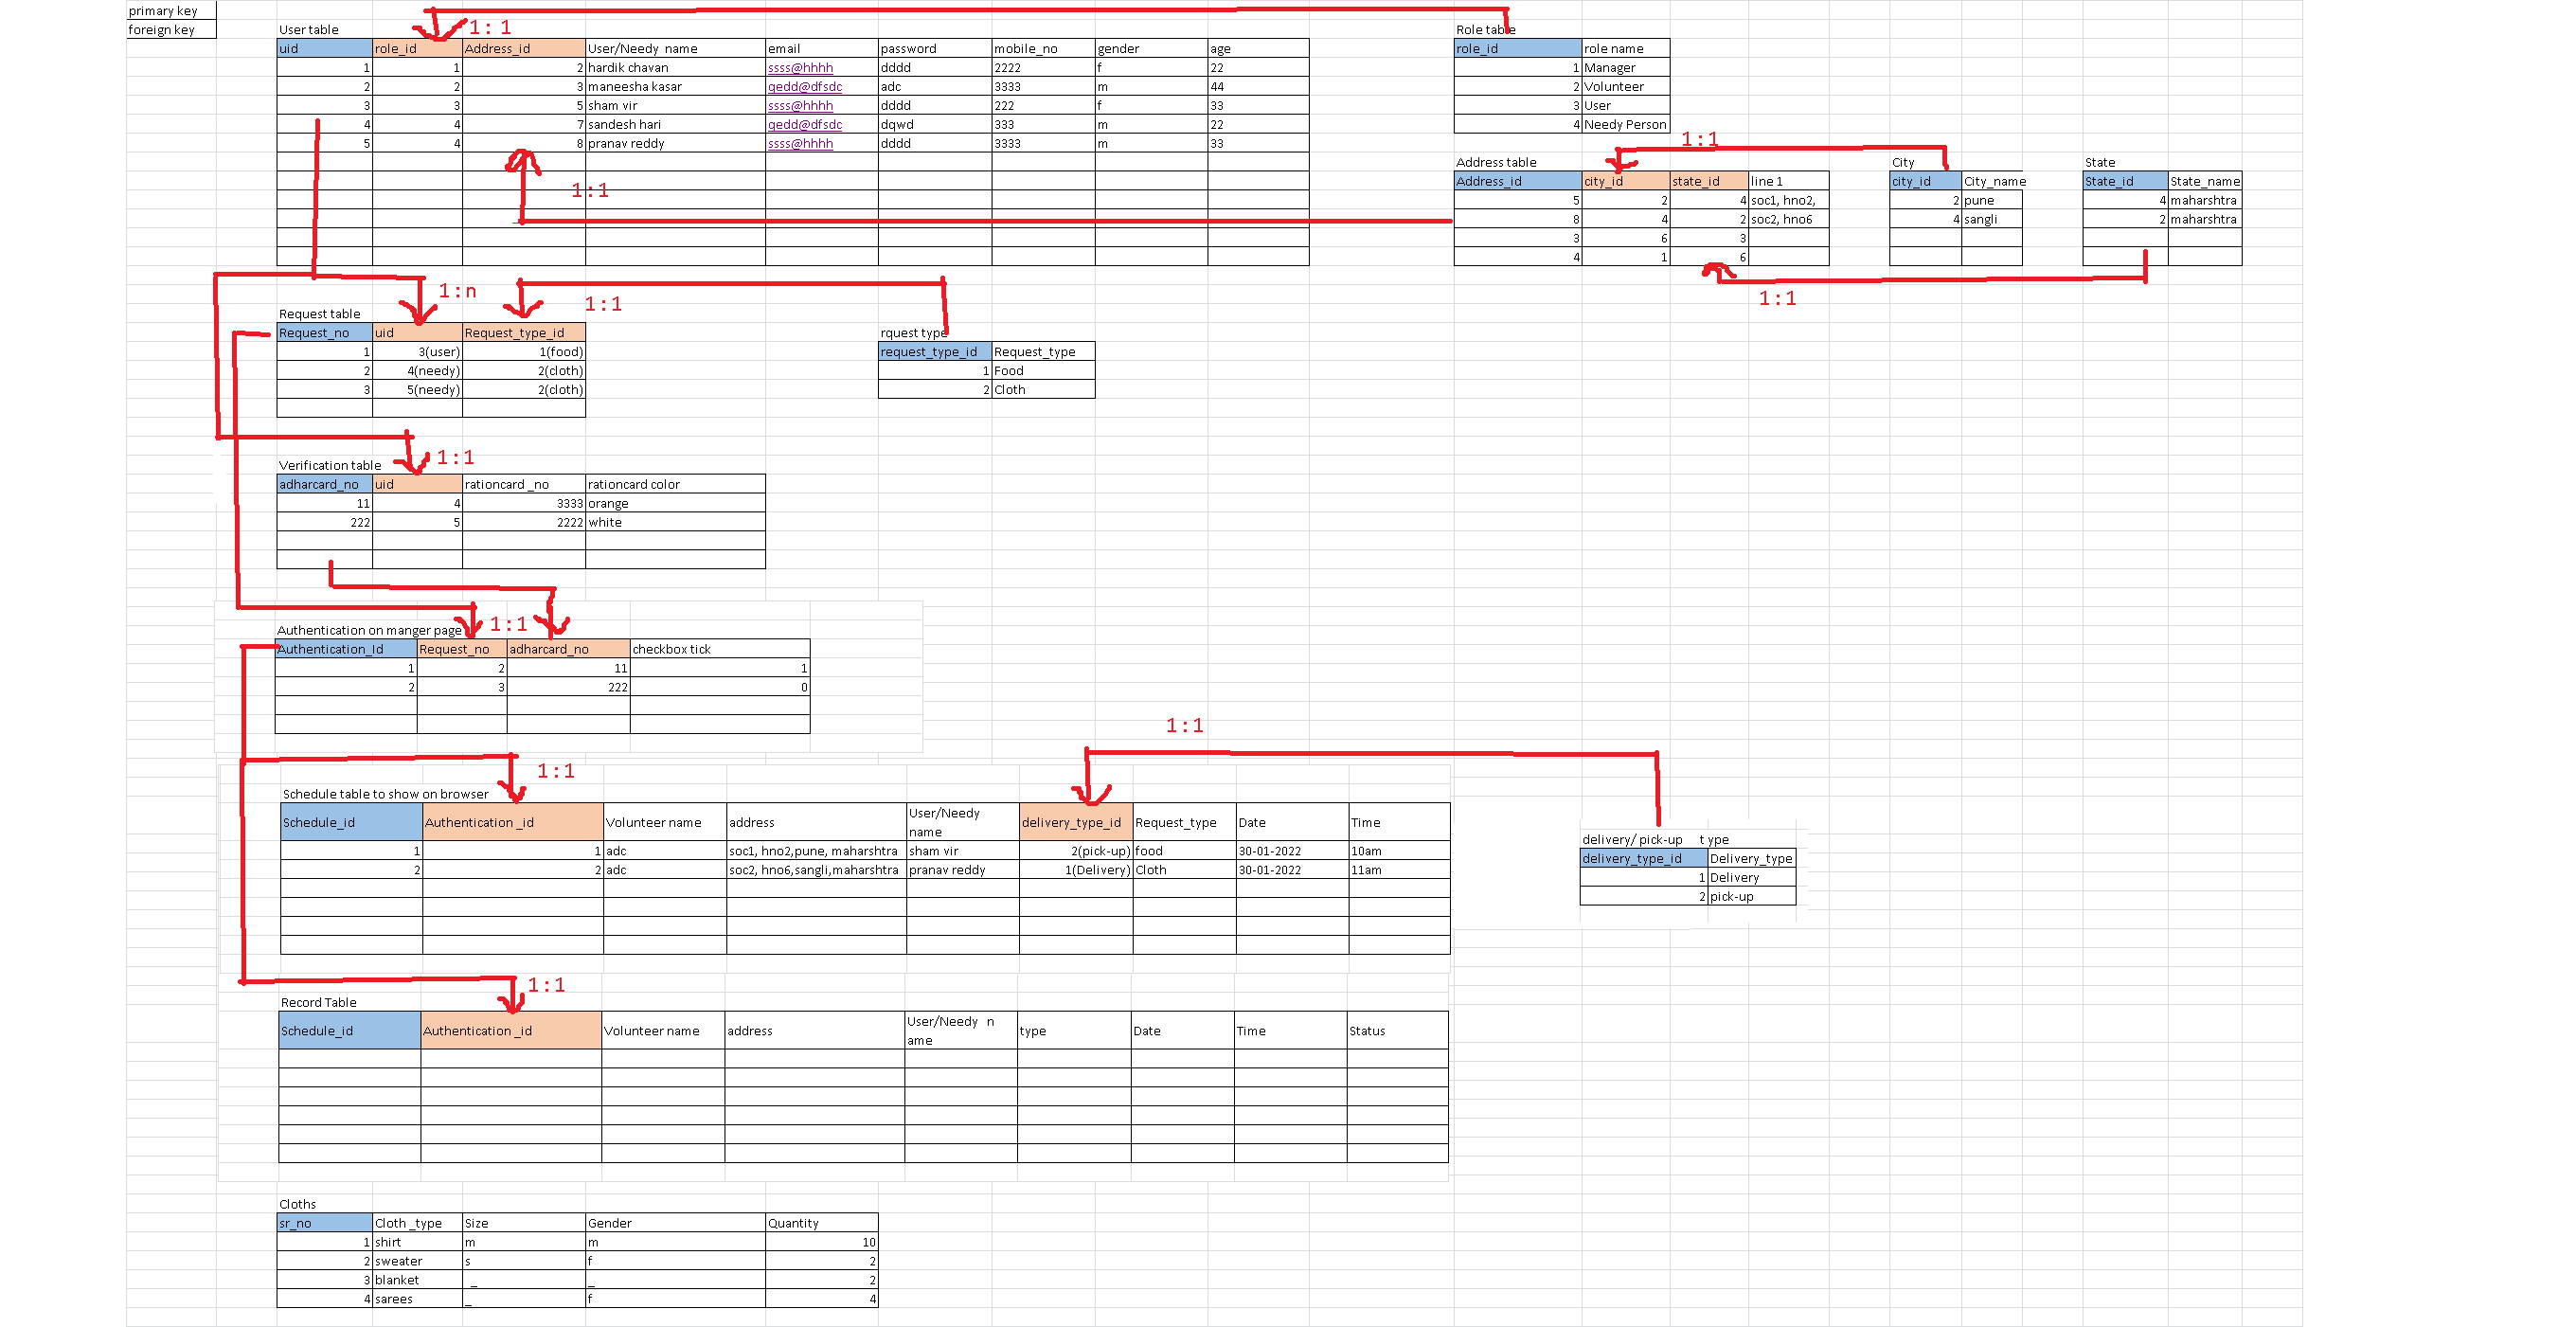 primary key
foreign key
1: 1
User table
uid role_id Address_id User/Needy name email password mobile_no gender age
1 1 2 hardik chavan ssss@hhhh dddd 2222 f 22
2 2 3 maneesha kasar qedd@dfsdc adc 3333 m 44
3 3 5 sham vir ssss@hhhh dddd 222 f 33
4 4 7 sandesh hari qedd@dfsdc dqwd 333 m 22
5 4 8 pranav reddy ssss@hhhh dddd 3333 m 33
1:1
Role table
role_id role name
1 Manager
2 Volunteer
3 User
4 Needy Person
1:1
Address table
Address_id city_id state_id line 1
5 2 4 soc1, hno2,
8 4 2 soc2, hno6
3 6 3
4 1 6
City
city_id City_name
2 pune
4 sangli
State
State_id State_name
4 maharshtra
2 maharshtra
1:1
1:n
1:1
Request table
Request_no uid Request_type_id
1 3(user) 1(food)
2 4(needy) 2(cloth)
3 5(needy) 2(cloth)
rquest type
request_type_id Request_type
1 Food
2 Cloth
1:1
Verification table
adharcard_no uid rationcard _no rationcard color
11 4 3333 orange
222 5 2222 white
1:1
Authentication on manger page
Authentication_Id Request_no adharcard_no checkbox tick
1 2 11 1
2 3 222 0
1:1
1:1
Schedule table to show on browser
Schedule_id Authentication _id Volunteer name address User/Needy name delivery_type_id Request_type Date Time
1 1 adc soc1, hno2,pune, maharshtra sham vir 2(pick-up) food 30-01-2022 10am
2 2 adc soc2, hno6,sangli,maharshtra pranav reddy 1(Delivery) Cloth 30-01-2022 11am
delivery/ pick-up t ype
delivery_type_id Delivery_type
1 Delivery
2 pick-up
1:1
Record Table
Schedule_id Authentication _id Volunteer name address User/Needy n ame type Date Time Status
Cloths
sr_no Cloth _type Size Gender Quantity
1 shirt m m 10
2 sweater s f 2
3 blanket _ _ 2
4 sarees _ f 4